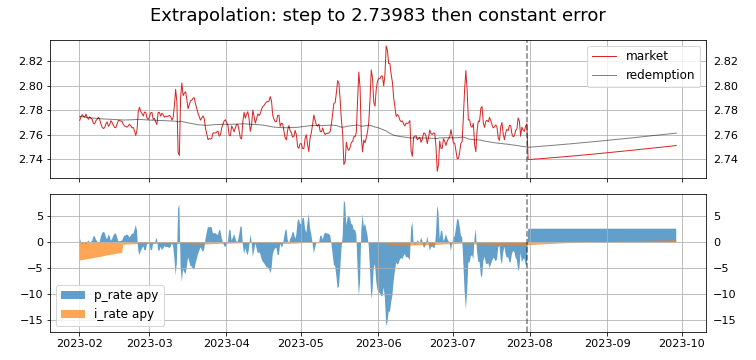 Extrapolation: step to 2.73983 then constant error
2.82 2.82
2.80 2.80
2.78 2.78
2.76 2.76
2.74 2.74
market
redemption
5 5
0 0
−5 −5
−10 −10
−15 −15
p_rate apy
i_rate apy
2023-02 2023-03 2023-04 2023-05 2023-06 2023-07 2023-08 2023-09 2023-10